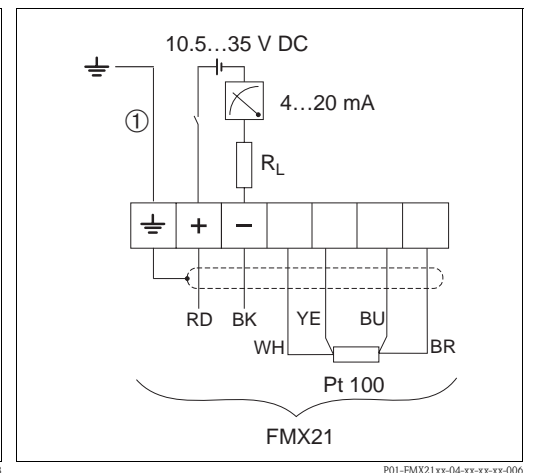 10.5…35 V DC
4…20 mA
①
R_L
+
−
RD BK YE BU
WH BR
Pt 100
FMX21
P01-FMX21xx-04-xx-xx-xx-006